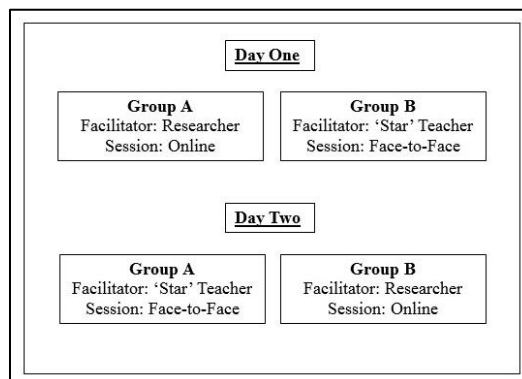 Day One
Group A
Facilitator: Researcher
Session: Online
Group B
Facilitator: ‘Star’ Teacher
Session: Face-to-Face
Day Two
Group A
Facilitator: ‘Star’ Teacher
Session: Face-to-Face
Group B
Facilitator: Researcher
Session: Online